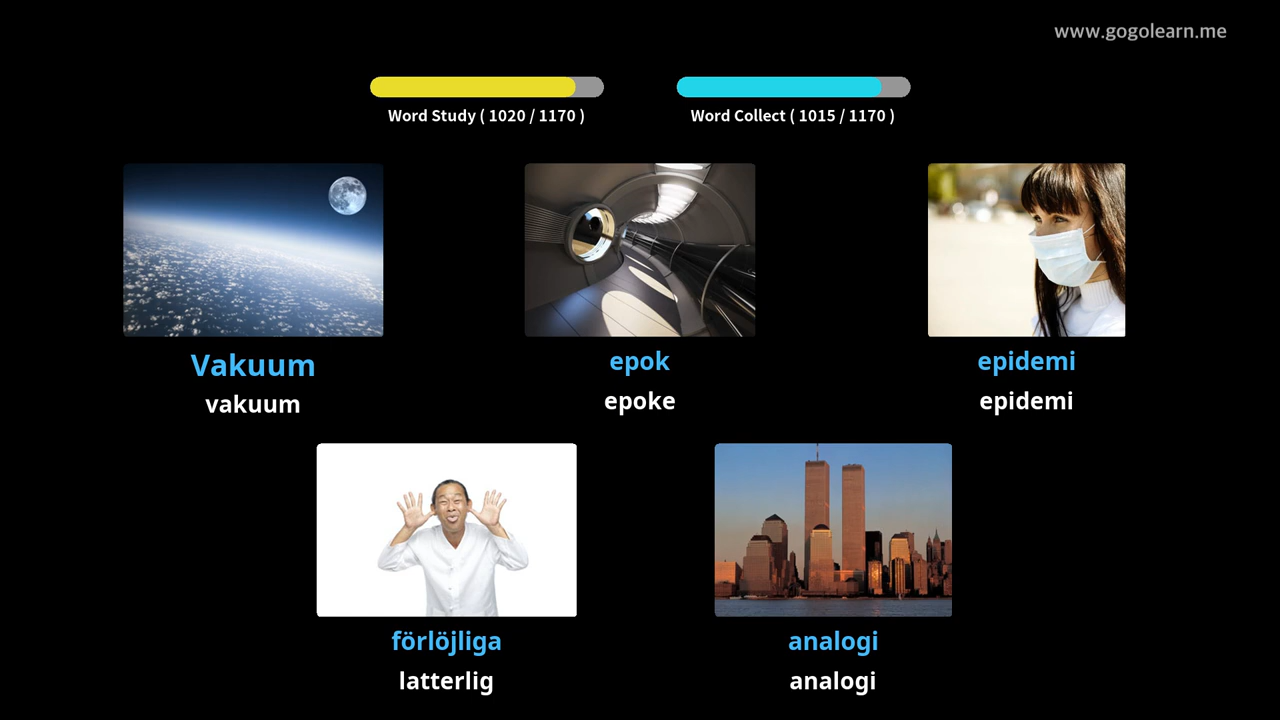 www.gogolearn.me
Word Study ( 1020 / 1170 )
Word Collect ( 1015 / 1170 )
Vakuum
vakuum
epok
epoke
epidemi
epidemi
förlöjliga
latterlig
analogi
analogi